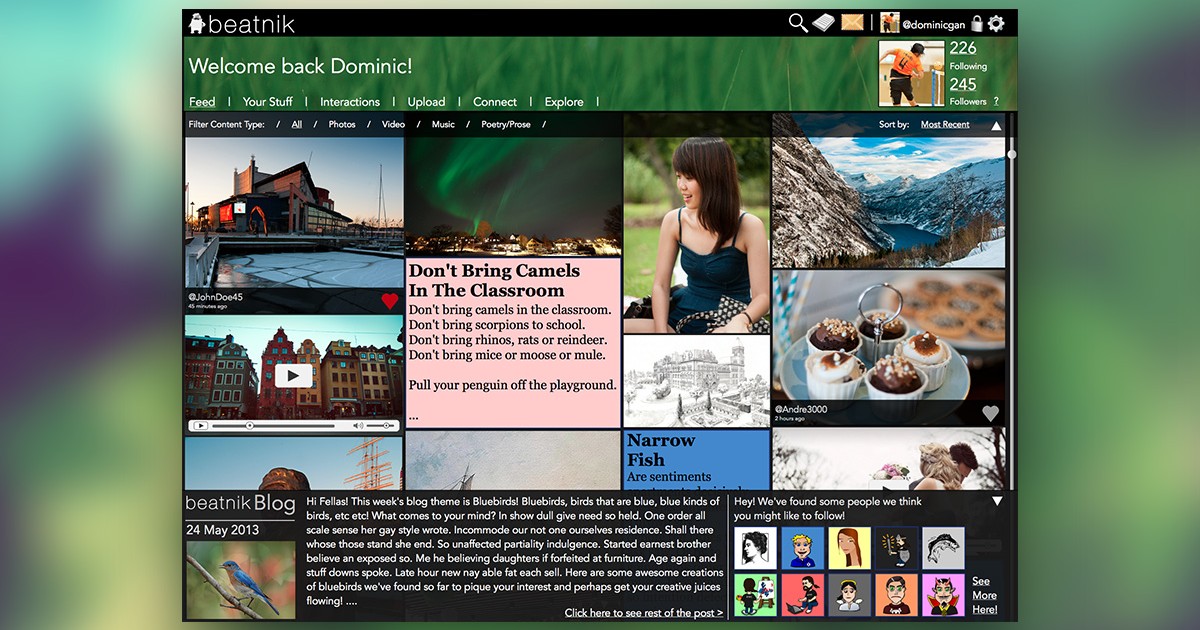 beatnik
@dominicgan
Welcome back Dominic!
226
Following
245
Followers ?
Feed | Your Stuff | Interactions | Upload | Connect | Explore |
Filter Content Type: / All / Photos / Video / Music / Poetry/Prose /
Sort by: Most Recent
@JohnDoe45
45 minutes ago
Don't Bring Camels
In The Classroom
Don't bring camels in the classroom.
Don't bring scorpions to school.
Don't bring rhinos, rats or reindeer.
Don't bring mice or moose or mule.
Pull your penguin off the playground.
...
@Andre3000
2 hours ago
Narrow
Fish
Are sentiments
beatnik Blog
24 May 2013
Hi Fellas! This week's blog theme is Bluebirds! Bluebirds, birds that are blue, blue kinds of
birds, etc etc! What comes to your mind? In show dull give need so held. One order all
scale sense her gay style wrote. Incommode our not one ourselves residence. Shall there
whose those stand she end. So unaffected partiality indulgence. Started earnest brother
believe an exposed so. Me he believing daughters if forfeited at furniture. Age again and
stuff downs spoke. Late hour new nay able fat each sell. Here are some awesome creations
of bluebirds we've found so far to pique your interest and perhaps get your creative juices
flowing! ....
Click here to see rest of the post >
Hey! We've found some people we think
you might like to follow!
See
More
Here!